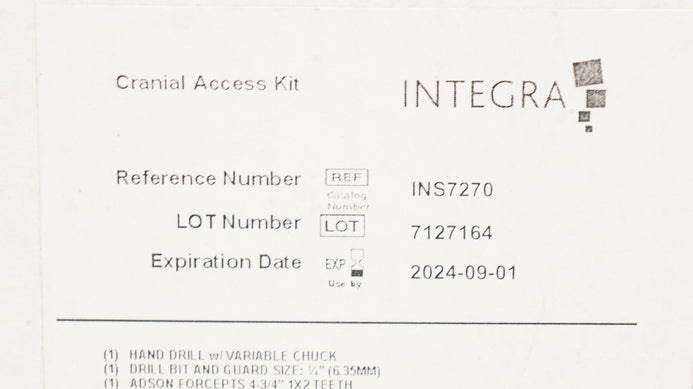 Cranial Access Kit INTEGRA
Reference Number REF INS7270
Catalog
Number
LOT Number LOT 7127164
Expiration Date EXP 2024-09-01
Use by
(1) HAND DRILL w/ VARIABLE CHUCK
(1) DRILL BIT AND GUARD SIZE: ¼" (6.35MM)
(1) ADSON FORCEPTS 4-3/4" 1X2 TEETH